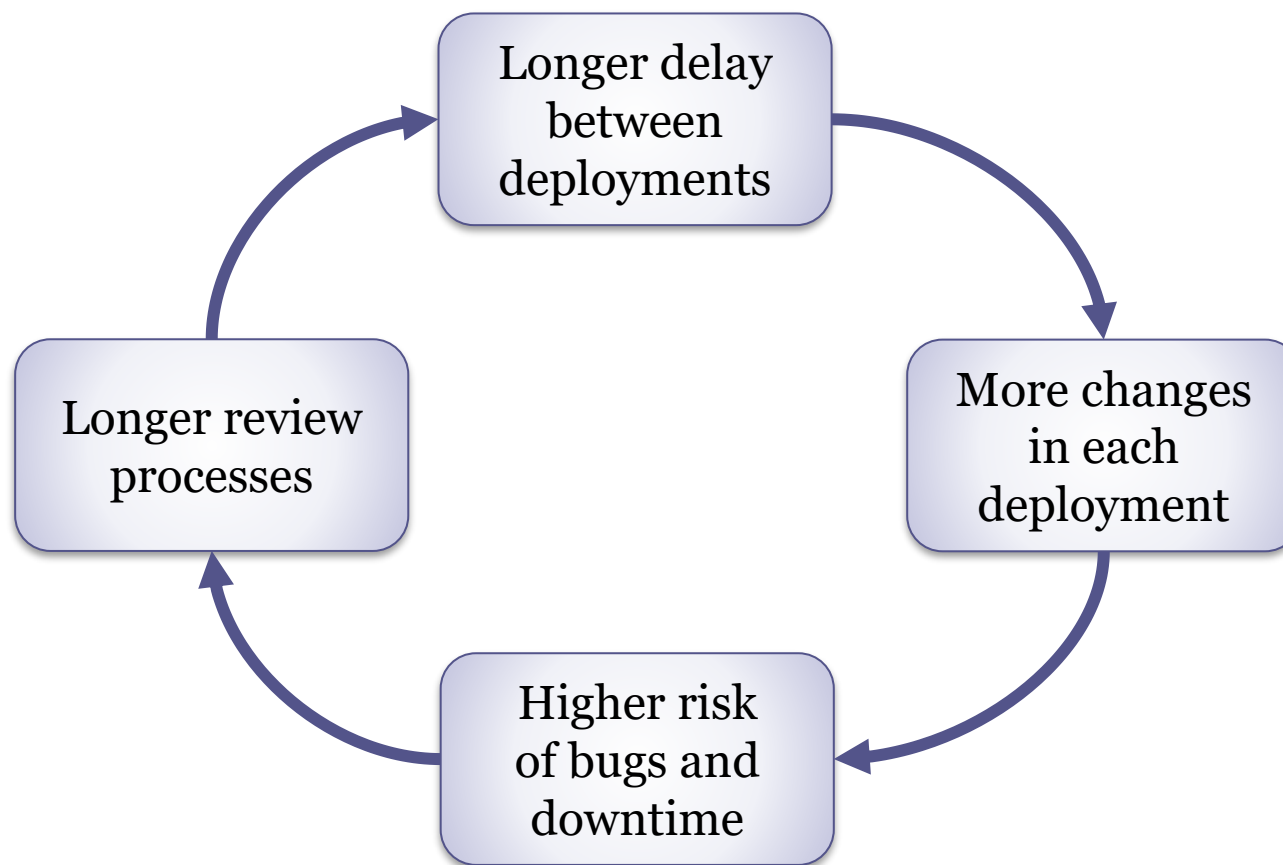 Longer delay
between
deployments
More changes
in each
deployment
Higher risk
of bugs and
downtime
Longer review
processes